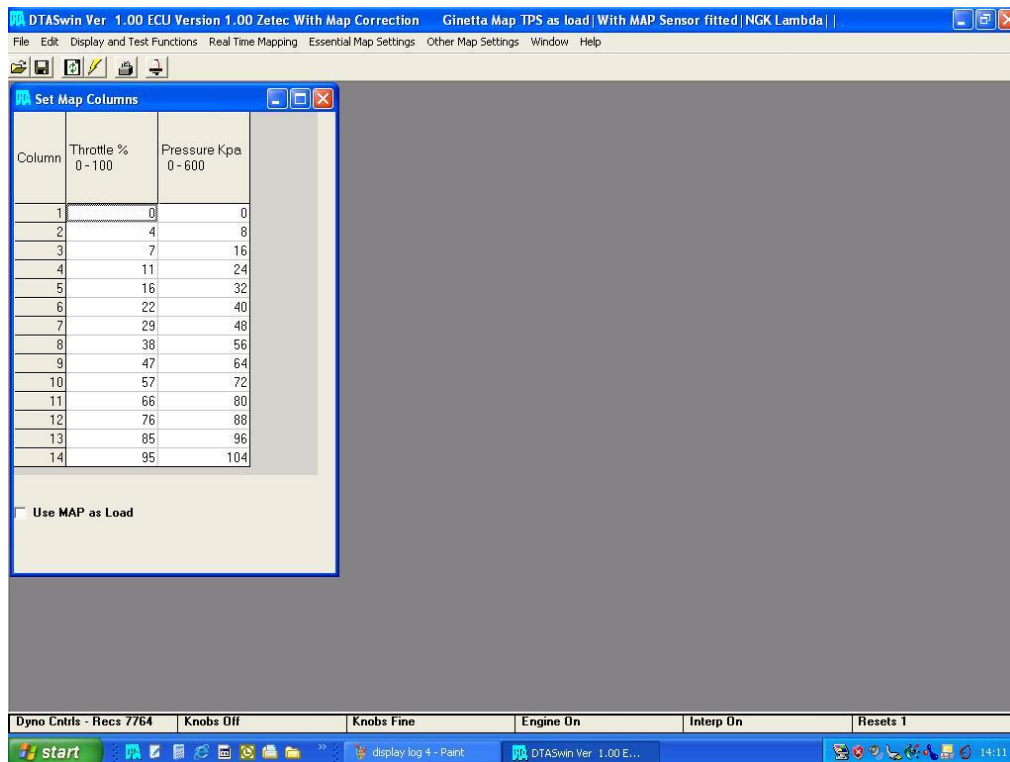 DTASwin Ver 1.00 ECU Version 1.00 Zetec With Map Correction Ginetta Map TPS as load|With MAP Sensor fitted|NGK Lambda||
File Edit Display and Test Functions Real Time Mapping Essential Map Settings Other Map Settings Window Help
Set Map Columns
Column Throttle % 0 - 100 Pressure Kpa 0 - 600
1 0 0
2 4 8
3 7 16
4 11 24
5 16 32
6 22 40
7 29 48
8 38 56
9 47 64
10 57 72
11 66 80
12 76 88
13 85 96
14 95 104
Use MAP as Load
Dyno Cntrls - Recs 7764 Knobs Off Knobs Fine Engine On Interp On Resets 1
start display log 4 - Paint DTASwin Ver 1.00 E... 14:11